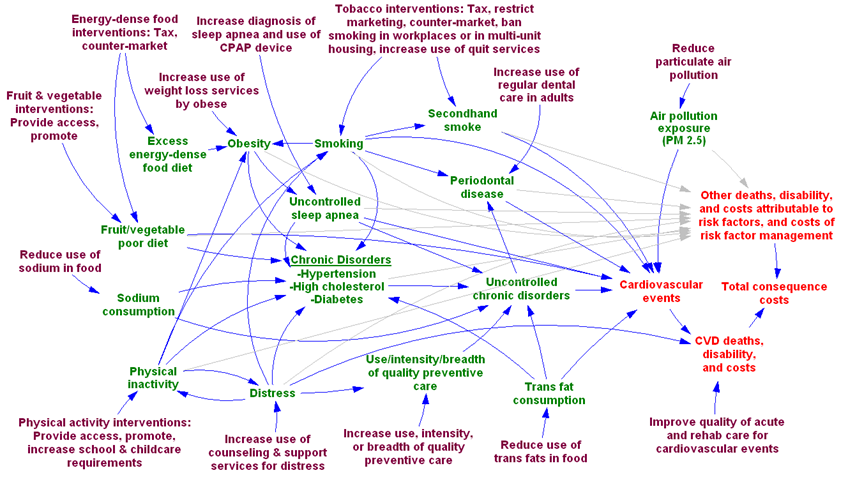 Energy-dense food
interventions: Tax,
counter-market
Increase diagnosis of
sleep apnea and use of
CPAP device
Tobacco interventions: Tax, restrict
marketing, counter-market, ban
smoking in workplaces or in multi-unit
housing, increase use of quit services
Reduce
particulate air
pollution
Increase use of
weight loss services
by obese
Increase use of
regular dental
care in adults
Fruit & vegetable
interventions:
Provide access,
promote
Secondhand
smoke
Air pollution
exposure
(PM 2.5)
Excess
energy-dense
food diet
Obesity
Smoking
Periodontal
disease
Uncontrolled
sleep apnea
Other deaths, disability,
and costs attributable to
risk factors, and costs of
risk factor management
Fruit/vegetable
poor diet
Reduce use of
sodium in food
Chronic Disorders
-Hypertension
-High cholesterol
-Diabetes
Sodium
consumption
Uncontrolled
chronic disorders
Cardiovascular
events
Total consequence
costs
CVD deaths,
disability,
and costs
Physical
inactivity
Distress
Use/intensity/breadth
of quality preventive
care
Trans fat
consumption
Physical activity interventions:
Provide access, promote,
increase school & childcare
requirements
Increase use of
counseling & support
services for distress
Increase use, intensity,
or breadth of quality
preventive care
Reduce use of
trans fats in food
Improve quality of acute
and rehab care for
cardiovascular events